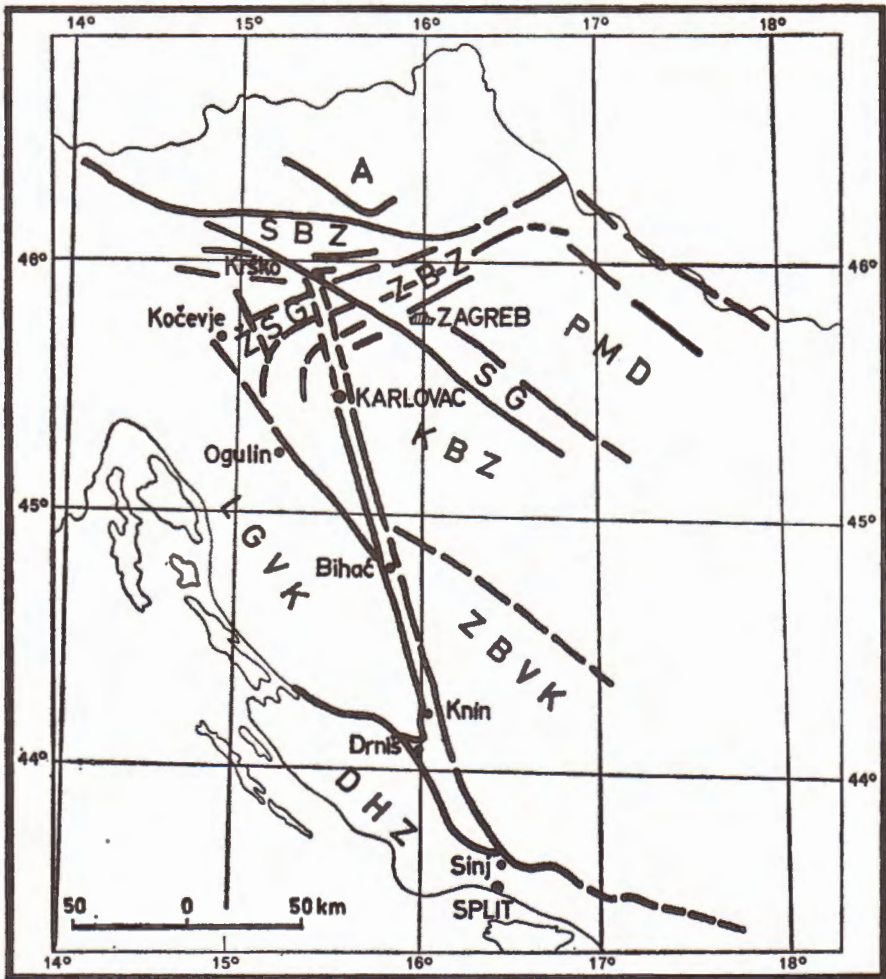 14° 15° 16° 17° 18°
A
S B Z
46° 46°
Krško
Z B Z
Kočevje
Ž S G
ZAGREB
P M D
S G
KARLOVAC
K B Z
Ogulin
45° 45°
L G V K
Bihać
Z B V K
Knin
Drniš
44° 44°
D H Z
Sinj
50 0 50 km
SPLIT
14° 15° 16° 17° 18°